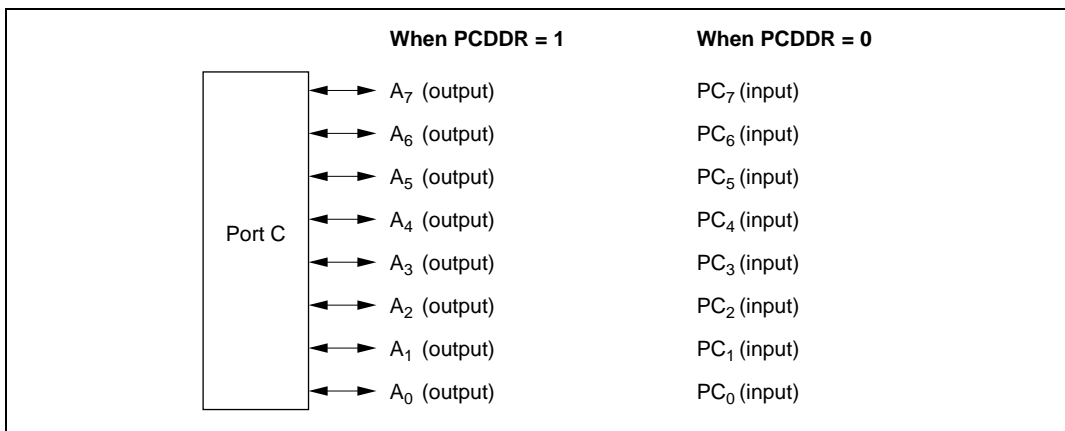 When PCDDR = 1 When PCDDR = 0
A₇ (output) PC₇ (input)
A₆ (output) PC₆ (input)
A₅ (output) PC₅ (input)
A₄ (output) PC₄ (input)
Port C
A₃ (output) PC₃ (input)
A₂ (output) PC₂ (input)
A₁ (output) PC₁ (input)
A₀ (output) PC₀ (input)